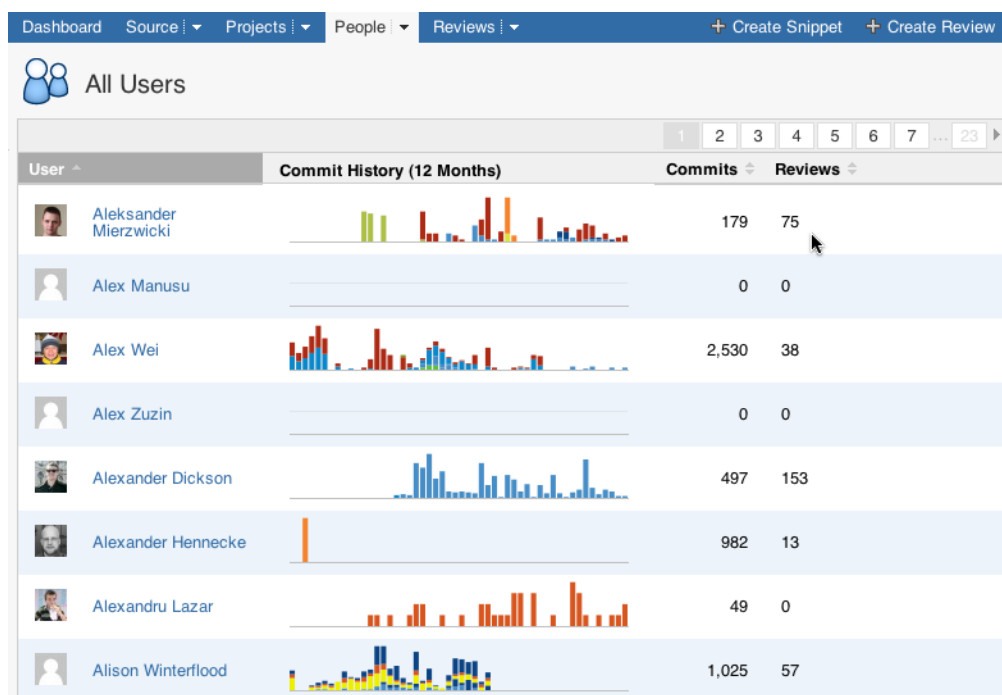 Dashboard Source Projects People Reviews + Create Snippet + Create Review
All Users
1 2 3 4 5 6 7 ... 23
User Commit History (12 Months) Commits Reviews
Aleksander
Mierzwicki 179 75
Alex Manusu 0 0
Alex Wei 2,530 38
Alex Zuzin 0 0
Alexander Dickson 497 153
Alexander Hennecke 982 13
Alexandru Lazar 49 0
Alison Winterflood 1,025 57